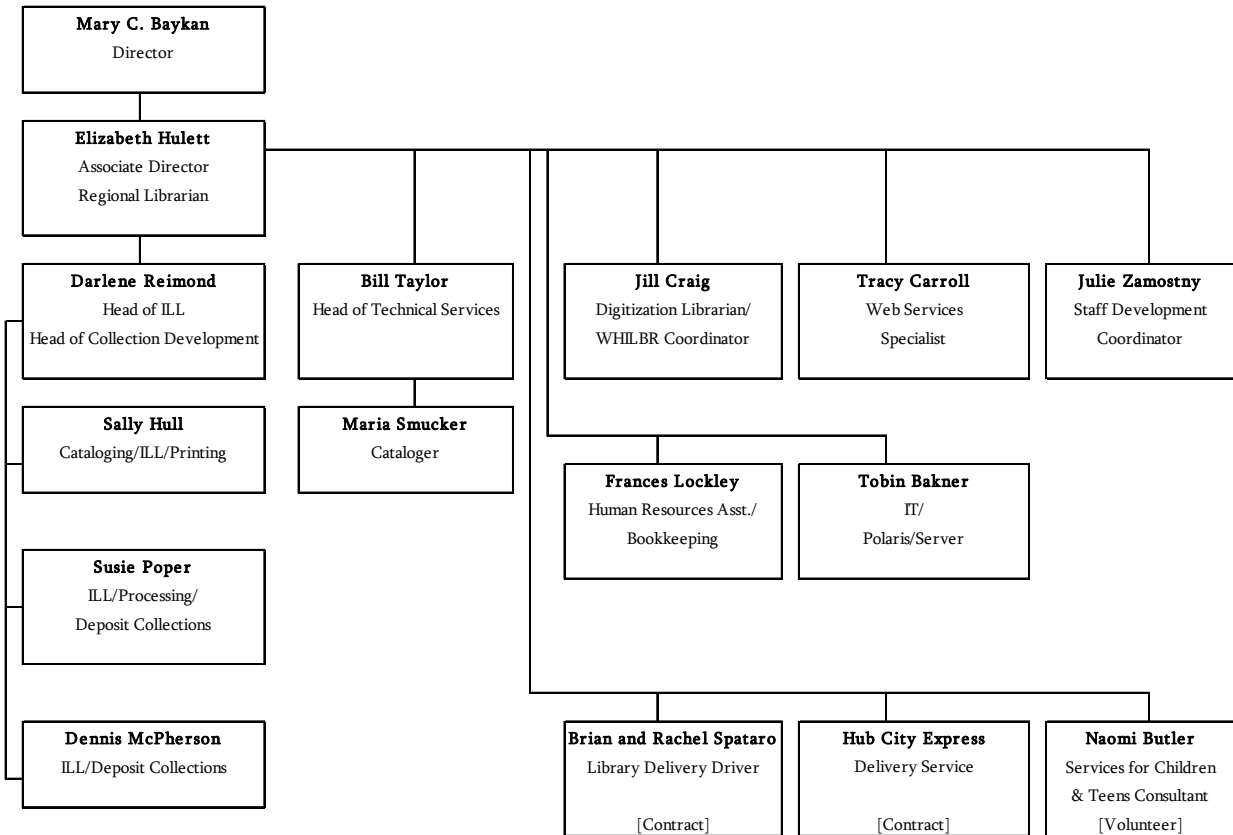 Mary C. Baykan
Director
Elizabeth Hulett
Associate Director
Regional Librarian
Darlene Reimond
Head of ILL
Head of Collection Development
Bill Taylor
Head of Technical Services
Jill Craig
Digitization Librarian/
WHILBR Coordinator
Tracy Carroll
Web Services
Specialist
Julie Zamostny
Staff Development
Coordinator
Sally Hull
Cataloging/ILL/Printing
Maria Smucker
Cataloger
Frances Lockley
Human Resources Asst./
Bookkeeping
Tobin Bakner
IT/
Polaris/Server
Susie Poper
ILL/Processing/
Deposit Collections
Dennis McPherson
ILL/Deposit Collections
Brian and Rachel Spataro
Library Delivery Driver
[Contract]
Hub City Express
Delivery Service
[Contract]
Naomi Butler
Services for Children
& Teens Consultant
[Volunteer]